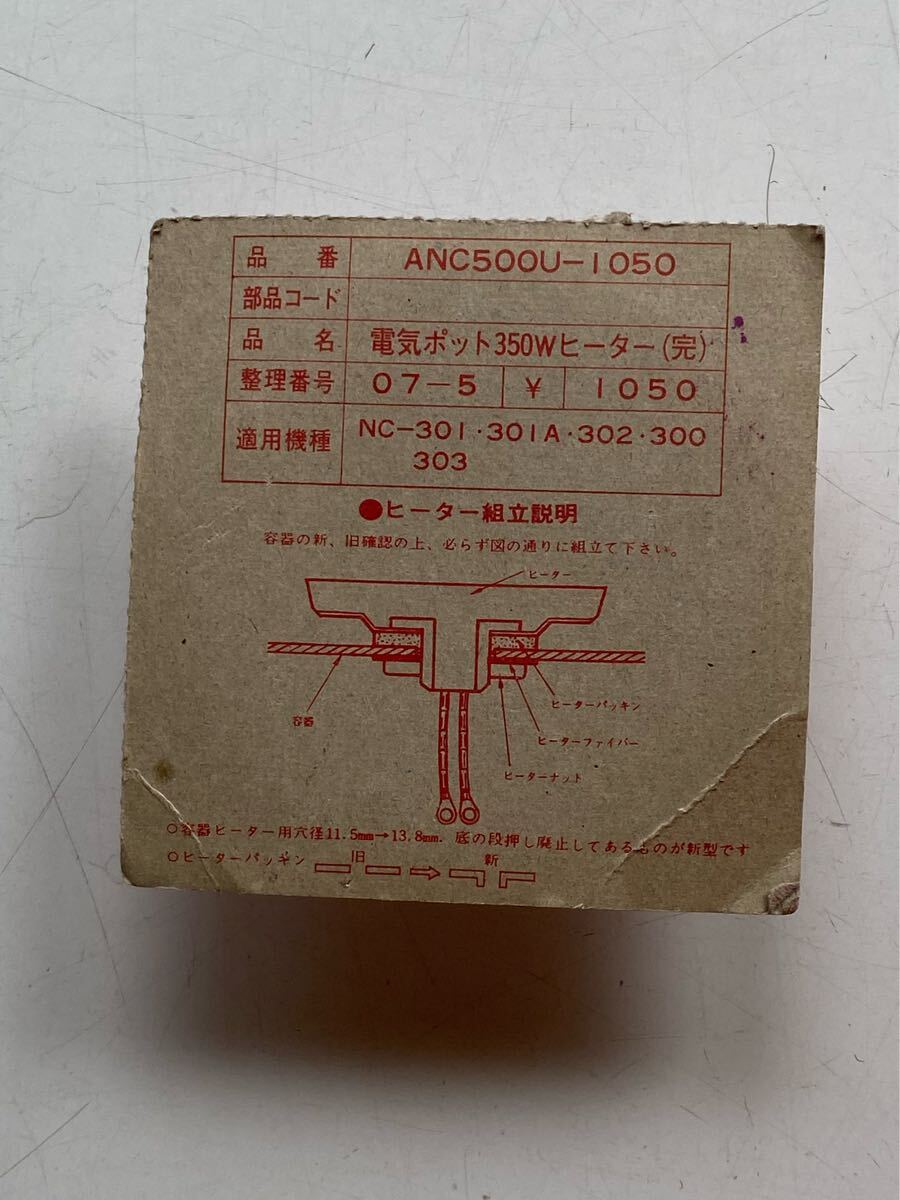 品番 ANC500U-1050
部品コード
品名 電気ポット350Wヒーター(完)
整理番号 07-5 ¥ 1050
適用機種 NC-301・301A・302・300
303
●ヒーター組立説明
容器の新、旧確認の上、必らず図の通りに組立て下さい。
ヒーター
容器
ヒーターパッキン
ヒーターファイバー
ヒーターナット
○容器ヒーター用穴径11.5mm→13.8mm. 底の段押し廃止してあるものが新型です
○ヒーターパッキン 旧 新